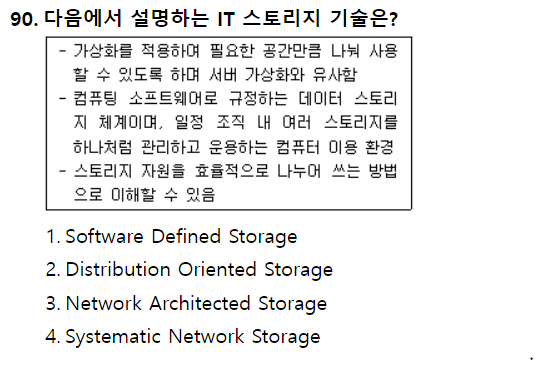 90. 다음에서 설명하는 IT 스토리지 기술은?
- 가상화를 적용하며 필요한 공간만큼 나눠 사용
할 수 있도록 하며 서버 가상화와 유사함
- 컴퓨팅 소프트웨어로 규정하는 데이터 스토리
지 체계이며, 일정 조직 내 여러 스토리지를
하나처럼 관리하고 운용하는 컴퓨터 이용 환경
- 스토리지 자원을 효율적으로 나누어 쓰는 방법
으로 이해할 수 있음
1. Software Defined Storage
2. Distribution Oriented Storage
3. Network Architected Storage
4. Systematic Network Storage
.